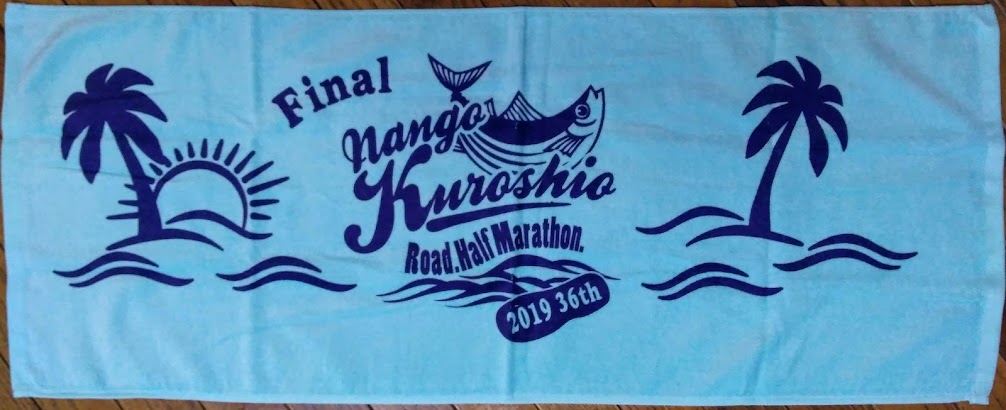 Final
Nango
Kuroshio
Road.Half Marathon.
2019 36th